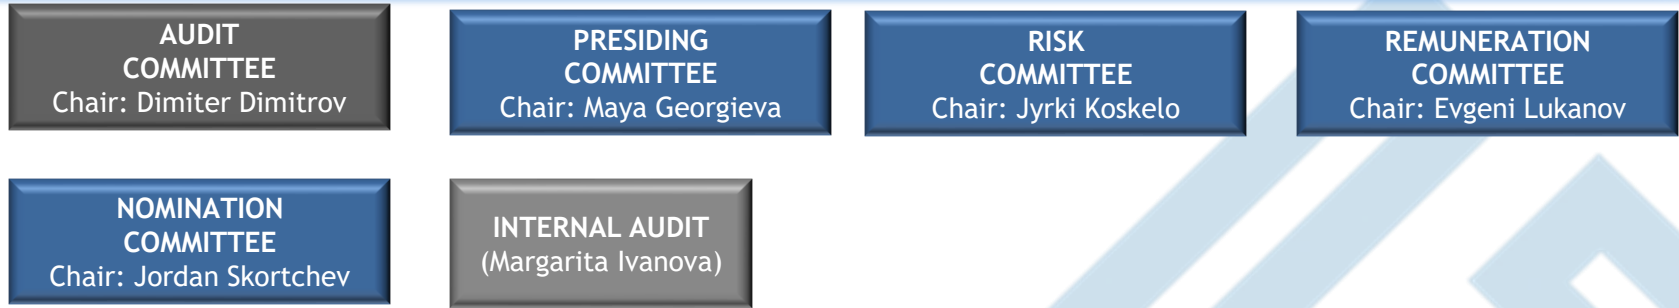 AUDIT
COMMITTEE
Chair: Dimiter Dimitrov
PRESIDING
COMMITTEE
Chair: Maya Georgieva
RISK
COMMITTEE
Chair: Jyrki Koskelo
REMUNERATION
COMMITTEE
Chair: Evgeni Lukanov
NOMINATION
COMMITTEE
Chair: Jordan Skortchev
INTERNAL AUDIT
(Margarita Ivanova)